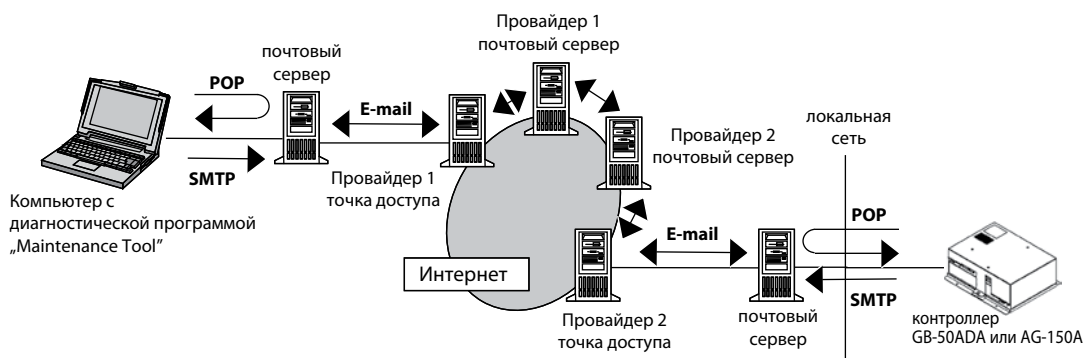 Провайдер 1
почтовый сервер
почтовый
сервер
POP
E-mail
SMTP
Провайдер 1
точка доступа
Компьютер с
диагностической программой
„Maintenance Tool”
Провайдер 2
почтовый сервер
локальная
сеть
Интернет
E-mail
POP
SMTP
Провайдер 2
точка доступа
почтовый
сервер
контроллер
GB-50ADA или AG-150A